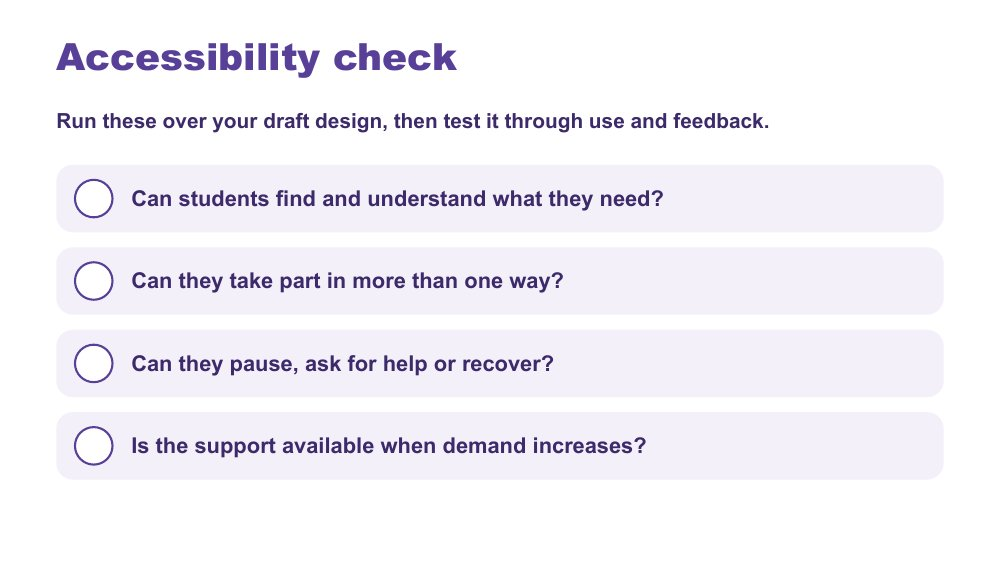 Accessibility check
Run these over your draft design, then test it through use and feedback.
Can students find and understand what they need?
Can they take part in more than one way?
Can they pause, ask for help or recover?
Is the support available when demand increases?